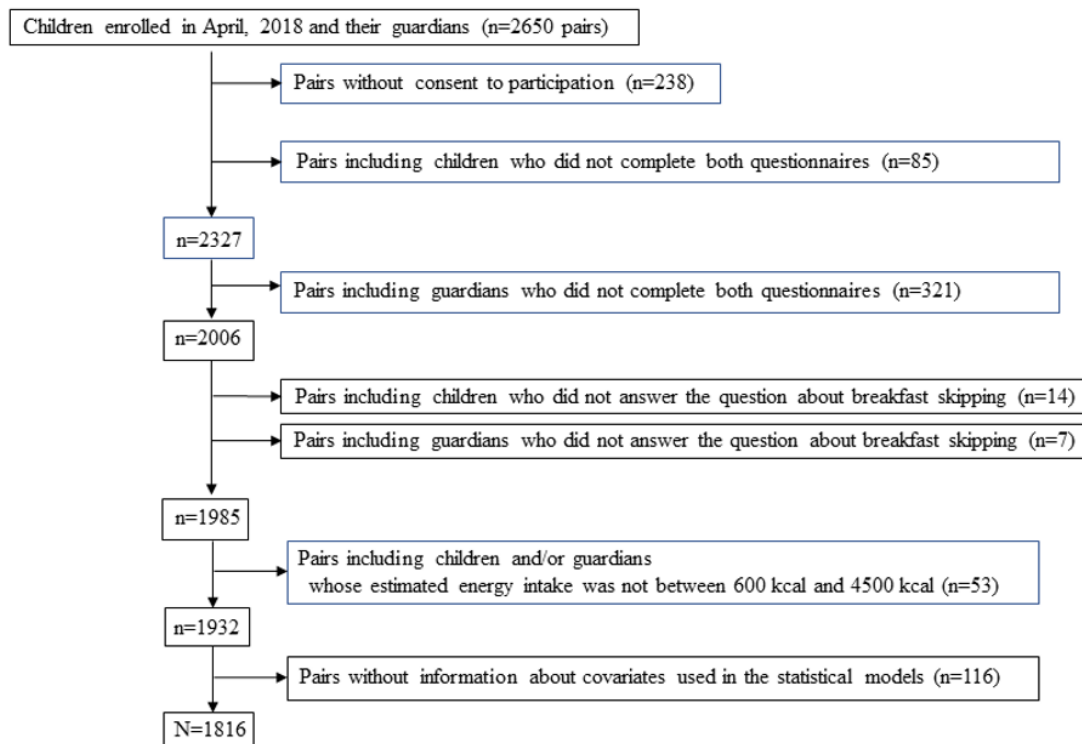 Children enrolled in April, 2018 and their guardians (n=2650 pairs)
Pairs without consent to participation (n=238)
Pairs including children who did not complete both questionnaires (n=85)
n=2327
Pairs including guardians who did not complete both questionnaires (n=321)
n=2006
Pairs including children who did not answer the question about breakfast skipping (n=14)
Pairs including guardians who did not answer the question about breakfast skipping (n=7)
n=1985
Pairs including children and/or guardians
whose estimated energy intake was not between 600 kcal and 4500 kcal (n=53)
n=1932
Pairs without information about covariates used in the statistical models (n=116)
N=1816